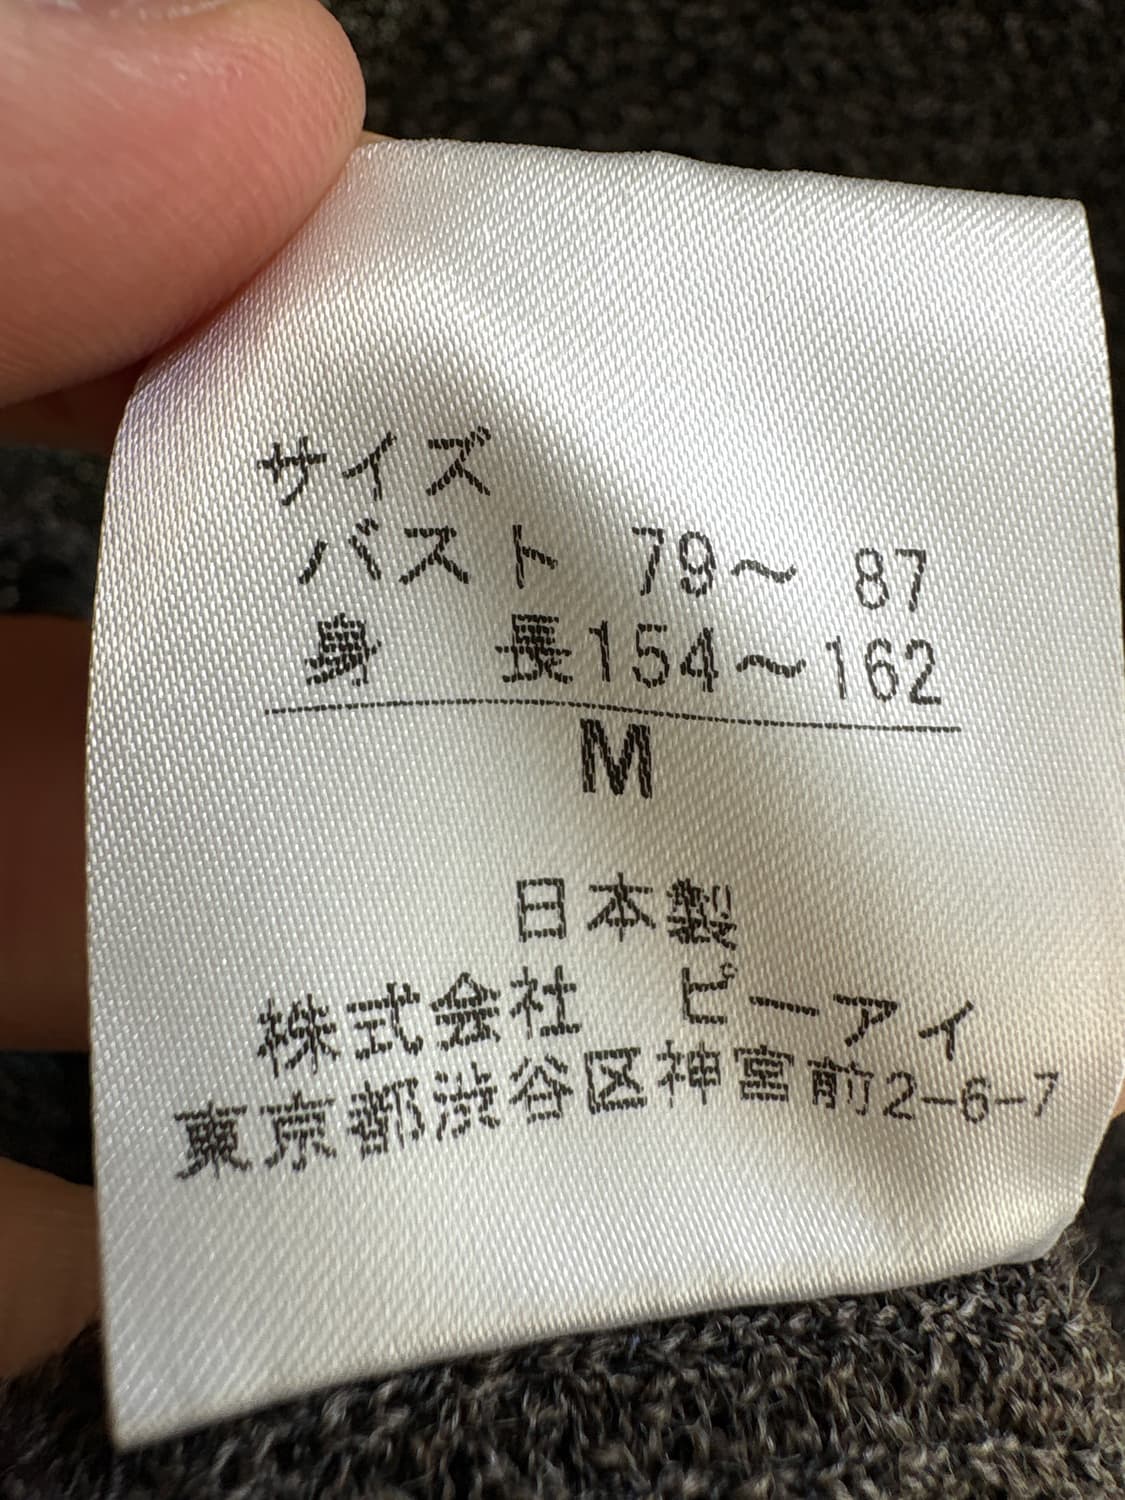 サイズ
バスト 79〜 87
身 長154〜162
M
日本製
株式会社 ピーアイ
東京都渋谷区神宮前2-6-7